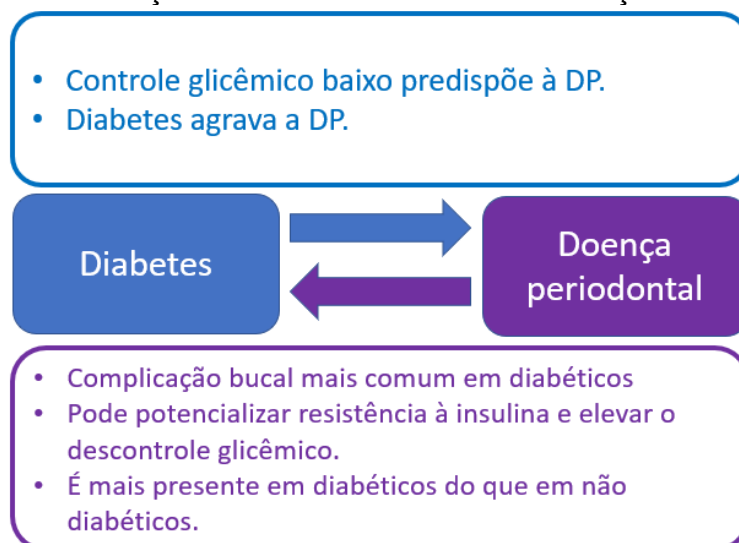 • Controle glicêmico baixo predispõe à DP.
• Diabetes agrava a DP.
Diabetes
Doença
periodontal
• Complicação bucal mais comum em diabéticos
• Pode potencializar resistência à insulina e elevar o
descontrole glicêmico.
• É mais presente em diabéticos do que em não
diabéticos.